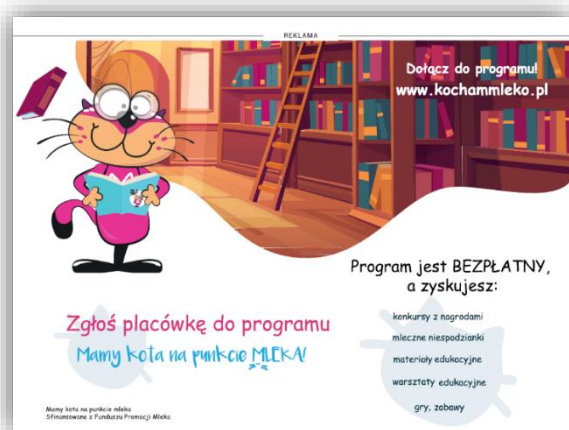 REKLAMA
Dołącz do programu!
www.kochammleko.pl
Program jest BEZPŁATNY,
a zyskujesz:
konkursy z nagrodami
mleczne niespodzianki
materiały edukacyjne
warsztaty edukacyjne
gry, zabawy
Zgłoś placówkę do programu
Mamy kota na punkcie MLEKA!
Mamy kota na punkcie mleka
Sfinansowane z Funduszu Promocji Mleka